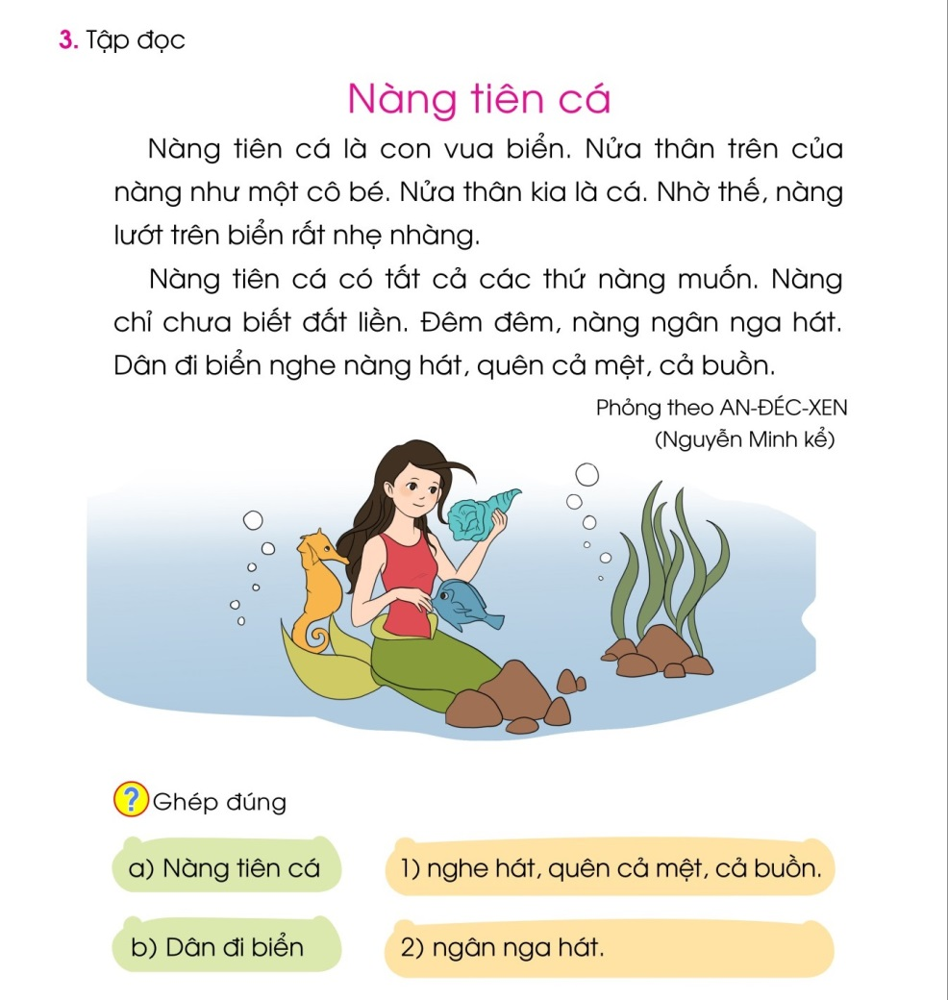 3. Tập đọc
Nàng tiên cá
Nàng tiên cá là con vua biển. Nửa thân trên của
nàng như một cô bé. Nửa thân kia là cá. Nhờ thế, nàng
lướt trên biển rất nhẹ nhàng.
Nàng tiên cá có tất cả các thứ nàng muốn. Nàng
chỉ chưa biết đất liền. Đêm đêm, nàng ngân nga hát.
Dân đi biển nghe nàng hát, quên cả mệt, cả buồn.
Phỏng theo AN-ĐÉC-XEN
(Nguyễn Minh kể)
? Ghép đúng
a) Nàng tiên cá
1) nghe hát, quên cả mệt, cả buồn.
b) Dân đi biển
2) ngân nga hát.